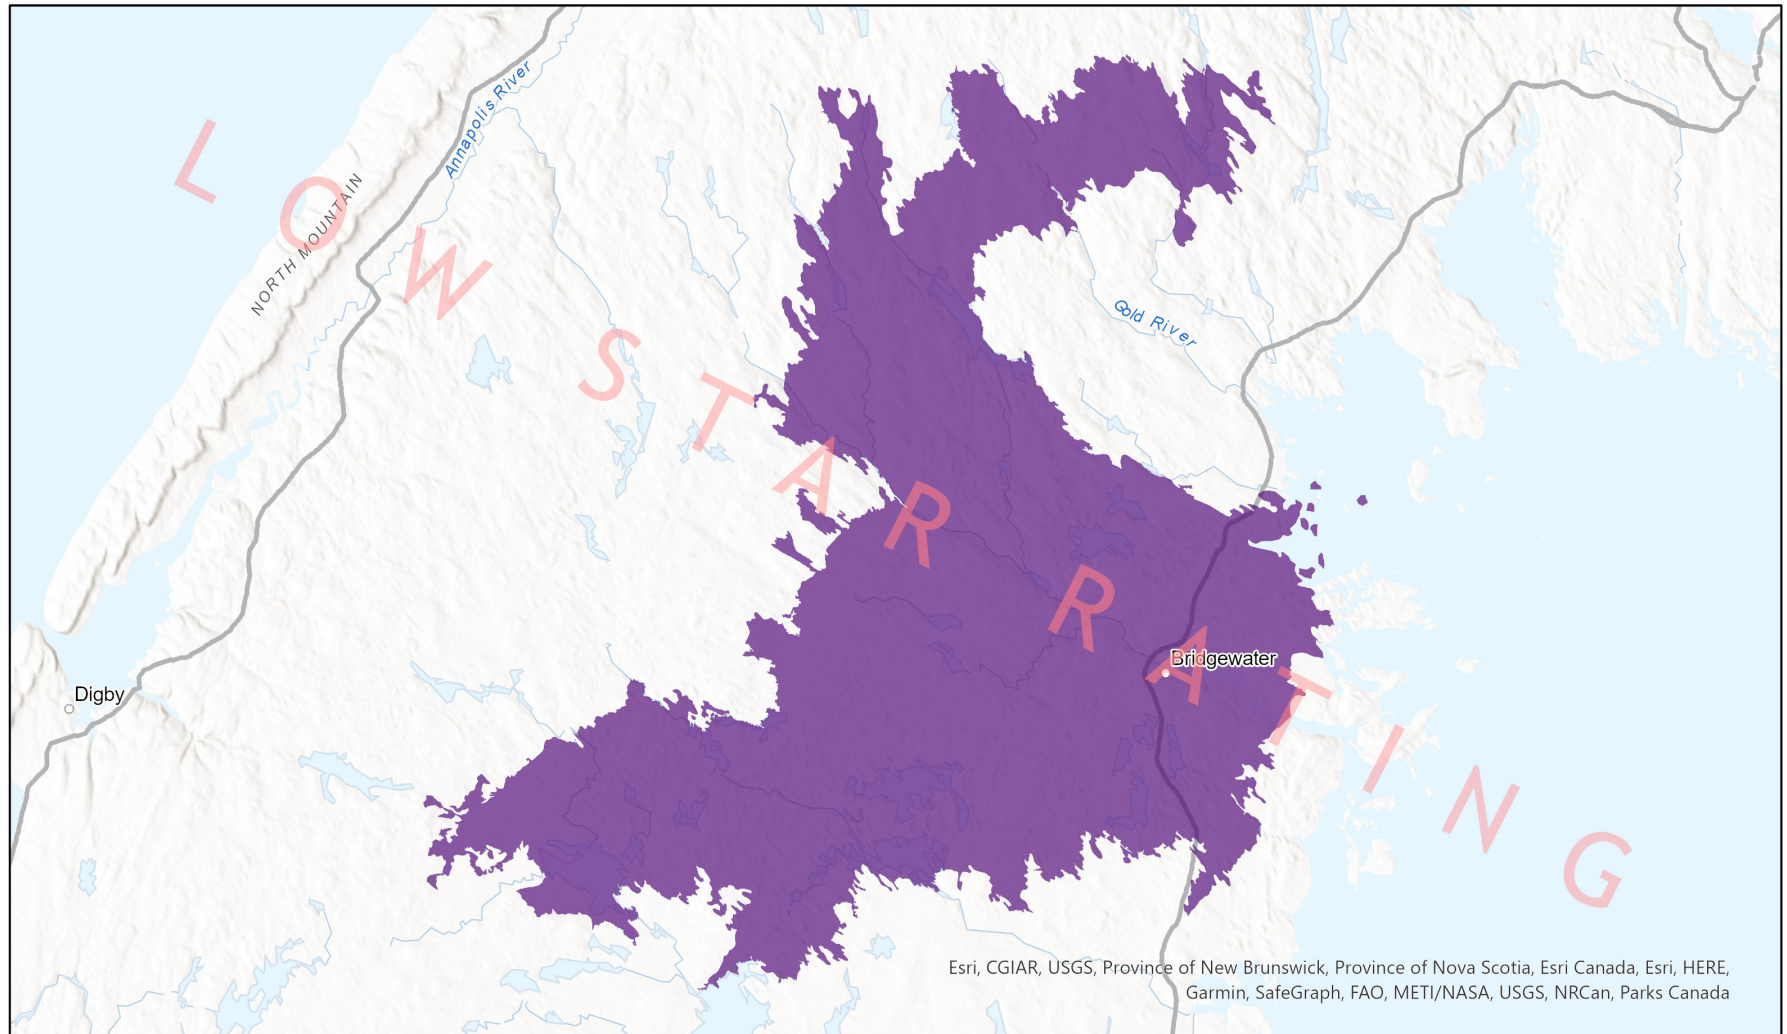 Annapolis River
NORTH MOUNTAIN
LOW STAR RATING
Gold River
Bridgewater
Digby
Esri, CGIAR, USGS, Province of New Brunswick, Province of Nova Scotia, Esri Canada, Esri, HERE,
Garmin, SafeGraph, FAO, METI/NASA, USGS, NRCan, Parks Canada